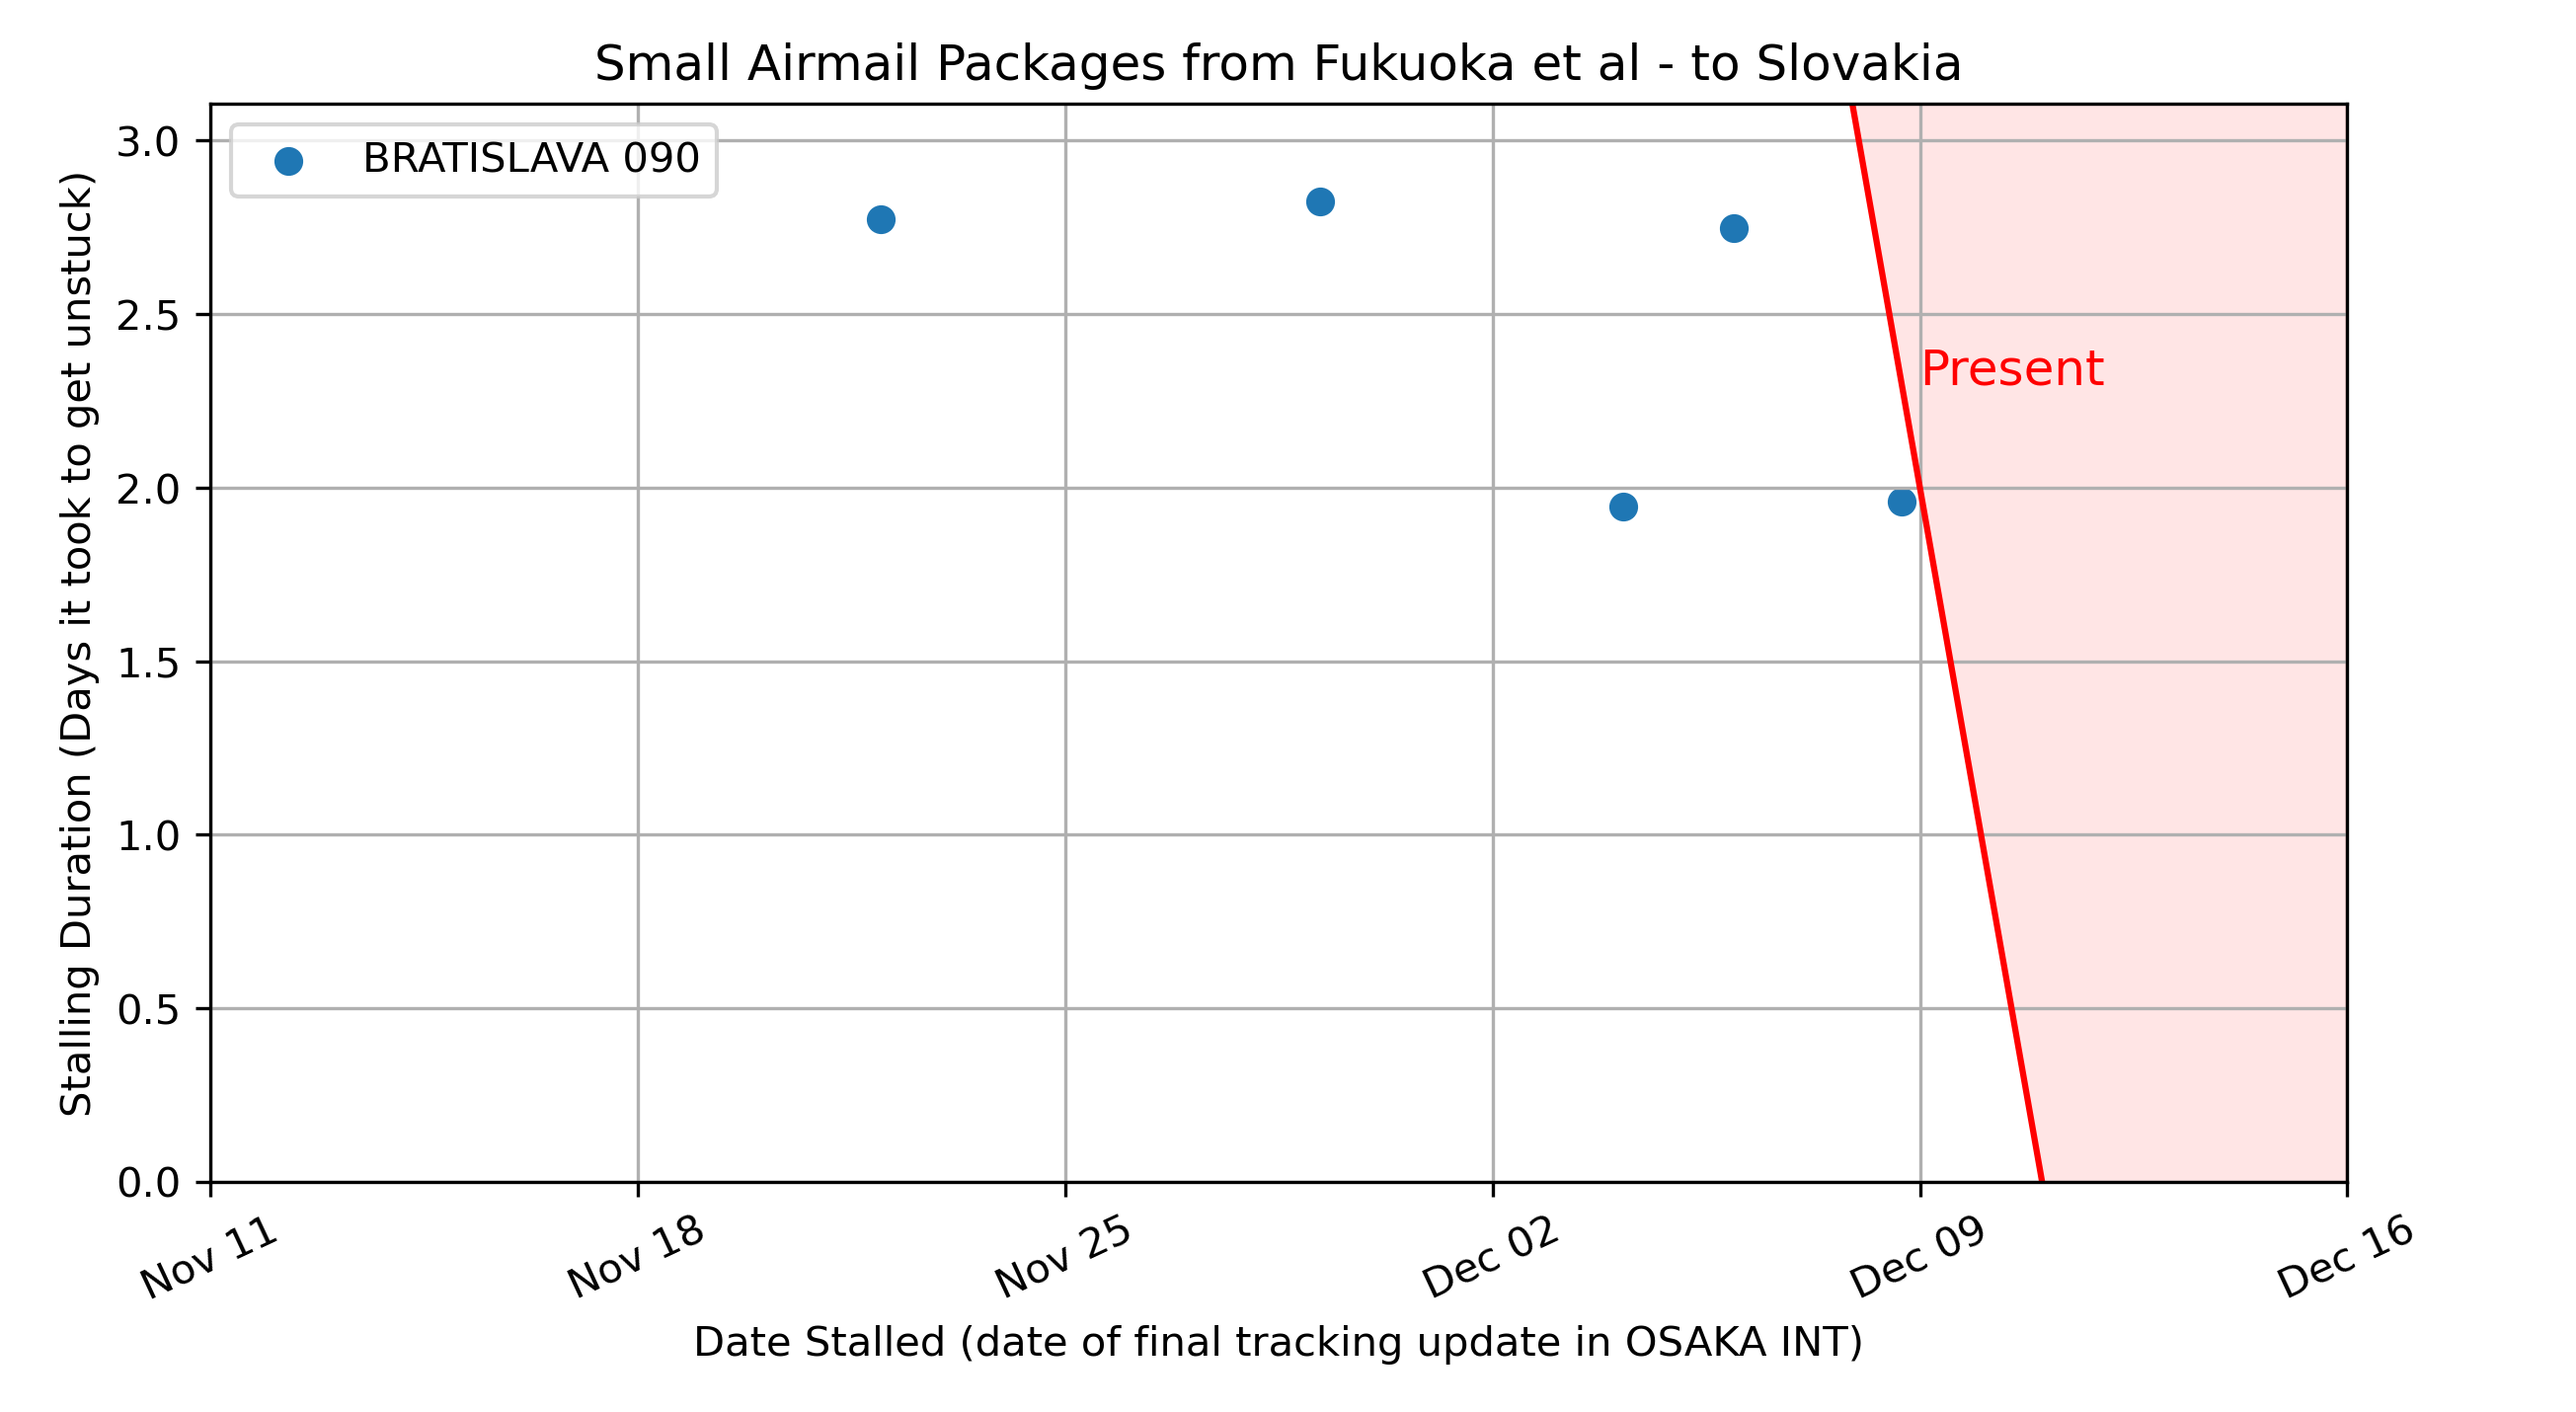 Small Airmail Packages from Fukuoka et al - to Slovakia
BRATISLAVA 090
Present
Stalling Duration (Days it took to get unstuck)
3.0
2.5
2.0
1.5
1.0
0.5
0.0
Nov 11
Nov 18
Nov 25
Dec 02
Dec 09
Dec 16
Date Stalled (date of final tracking update in OSAKA INT)